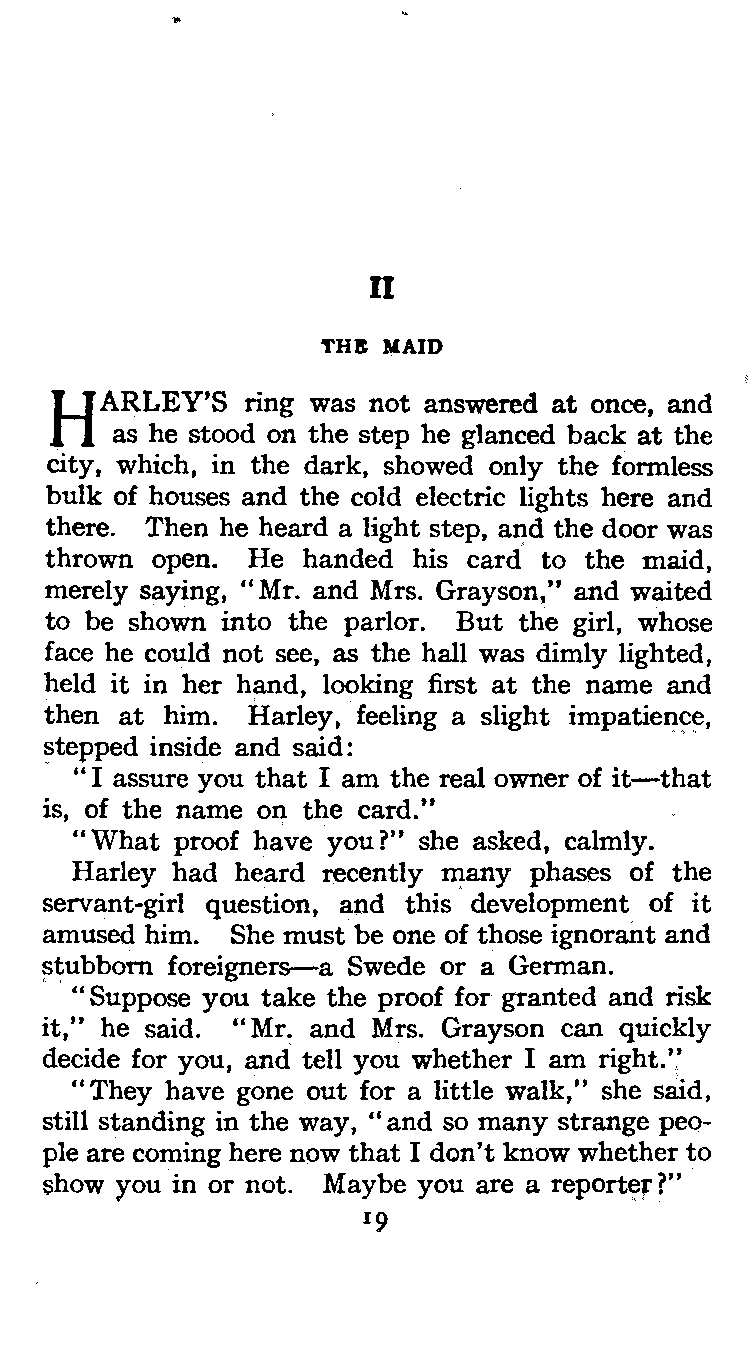 II
THE MAID
HARLEY'S ring was not answered at once, and
as he stood on the step he glanced back at the
city, which, in the dark, showed only the formless
bulk of houses and the cold electric lights here and
there. Then he heard a light step, and the door was
thrown open. He handed his card to the maid,
merely saying, "Mr. and Mrs. Grayson," and waited
to be shown into the parlor. But the girl, whose
face he could not see, as the hall was dimly lighted,
held it in her hand, looking first at the name and
then at him. Harley, feeling a slight impatience,
stepped inside and said:
"I assure you that I am the real owner of it—that
is, of the name on the card."
"What proof have you?" she asked, calmly.
Harley had heard recently many phases of the
servant-girl question, and this development of it
amused him. She must be one of those ignorant and
stubborn foreigners—a Swede or a German.
"Suppose you take the proof for granted and risk
it," he said. "Mr. and Mrs. Grayson can quickly
decide for you, and tell you whether I am right."
"They have gone out for a little walk," she said,
still standing in the way, "and so many strange peo-
ple are coming here now that I don't know whether to
show you in or not. Maybe you are a reporter?"
19